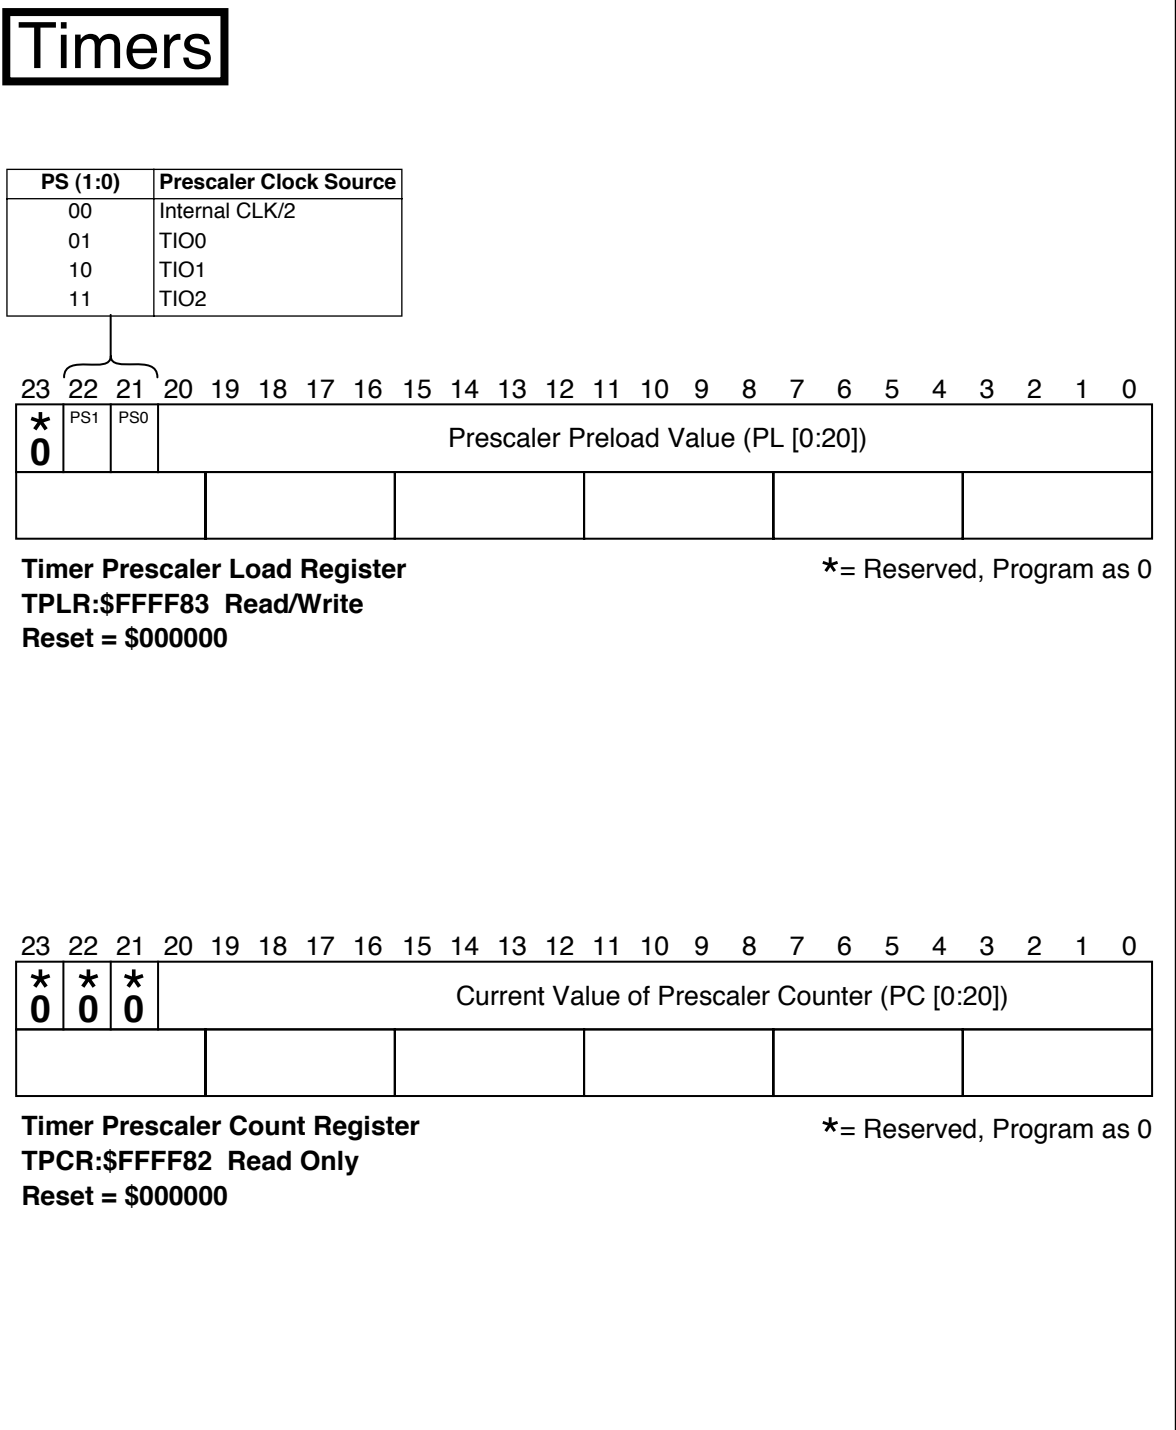 Timers
PS (1:0) Prescaler Clock Source
00 Internal CLK/2
01 TIO0
10 TIO1
11 TIO2
23 22 21 20 19 18 17 16 15 14 13 12 11 10 9 8 7 6 5 4 3 2 1 0
* PS1 PS0
0 Prescaler Preload Value (PL [0:20])
Timer Prescaler Load Register *= Reserved, Program as 0
TPLR:$FFFF83 Read/Write
Reset = $000000
23 22 21 20 19 18 17 16 15 14 13 12 11 10 9 8 7 6 5 4 3 2 1 0
* * *
0 0 0 Current Value of Prescaler Counter (PC [0:20])
Timer Prescaler Count Register *= Reserved, Program as 0
TPCR:$FFFF82 Read Only
Reset = $000000